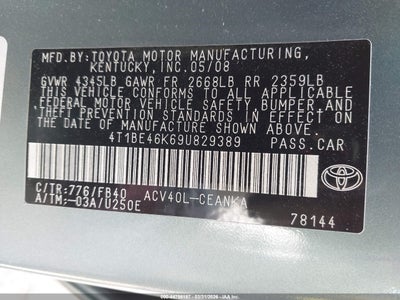 MFD. BY:TOYOTA MOTOR MANUFACTURING,
KENTUCKY,INC.05/08
GVWR 4345LB GAWR FR 2668LB RR 2359LB
THIS VEHICLE CONFORMS TO ALL APPLICABLE
FEDERAL MOTOR VEHICLE SAFETY, BUMPER, AND
THEFT PREVENTION STANDARDS IN EFFECT ON THE
DATE OF MANUFACTURE SHOWN ABOVE.
4T1BE46K69U829389 PASS.CAR
C/TR:776/FB40 ACV40L-CEANKA
A/TM:-03A/U250E
TOYOTA
78144